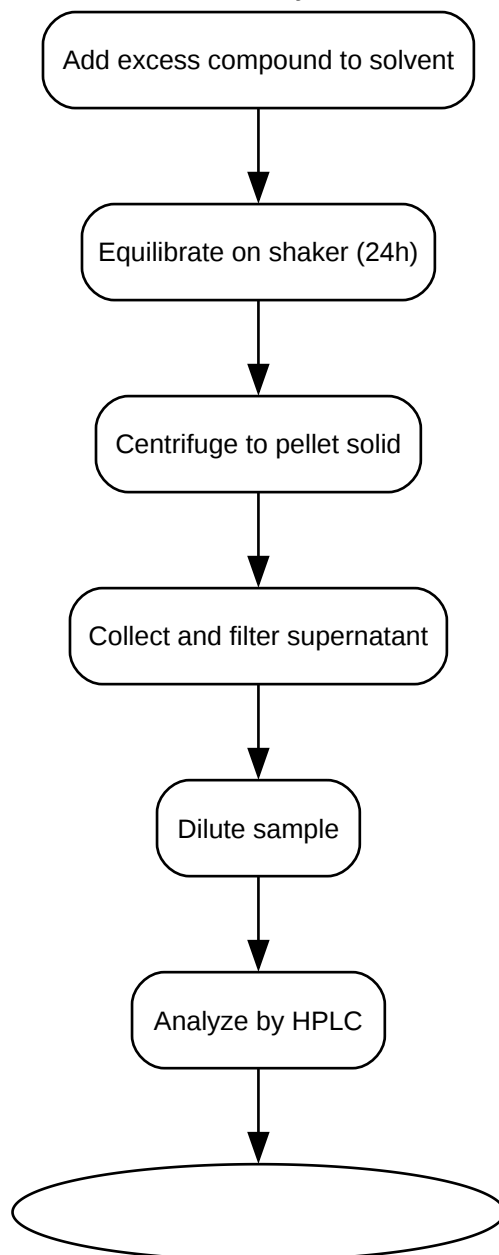 Add excess compound to solvent
Equilibrate on shaker (24h)
Centrifuge to pellet solid
Collect and filter supernatant
Dilute sample
Analyze by HPLC